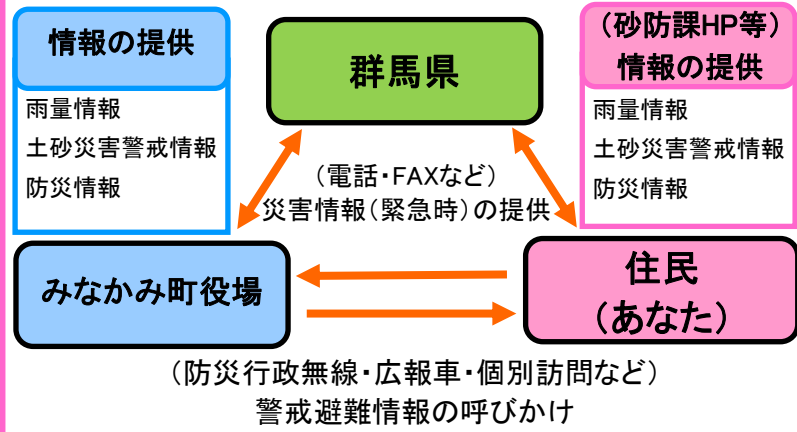 情報の提供
雨量情報
土砂災害警戒情報
防災情報
群馬県
（砂防課HP等）
情報の提供
雨量情報
土砂災害警戒情報
防災情報
（電話・FAXなど）
災害情報（緊急時）の提供
みなかみ町役場
住民
（あなた）
（防災行政無線・広報車・個別訪問など）
警戒避難情報の呼びかけ